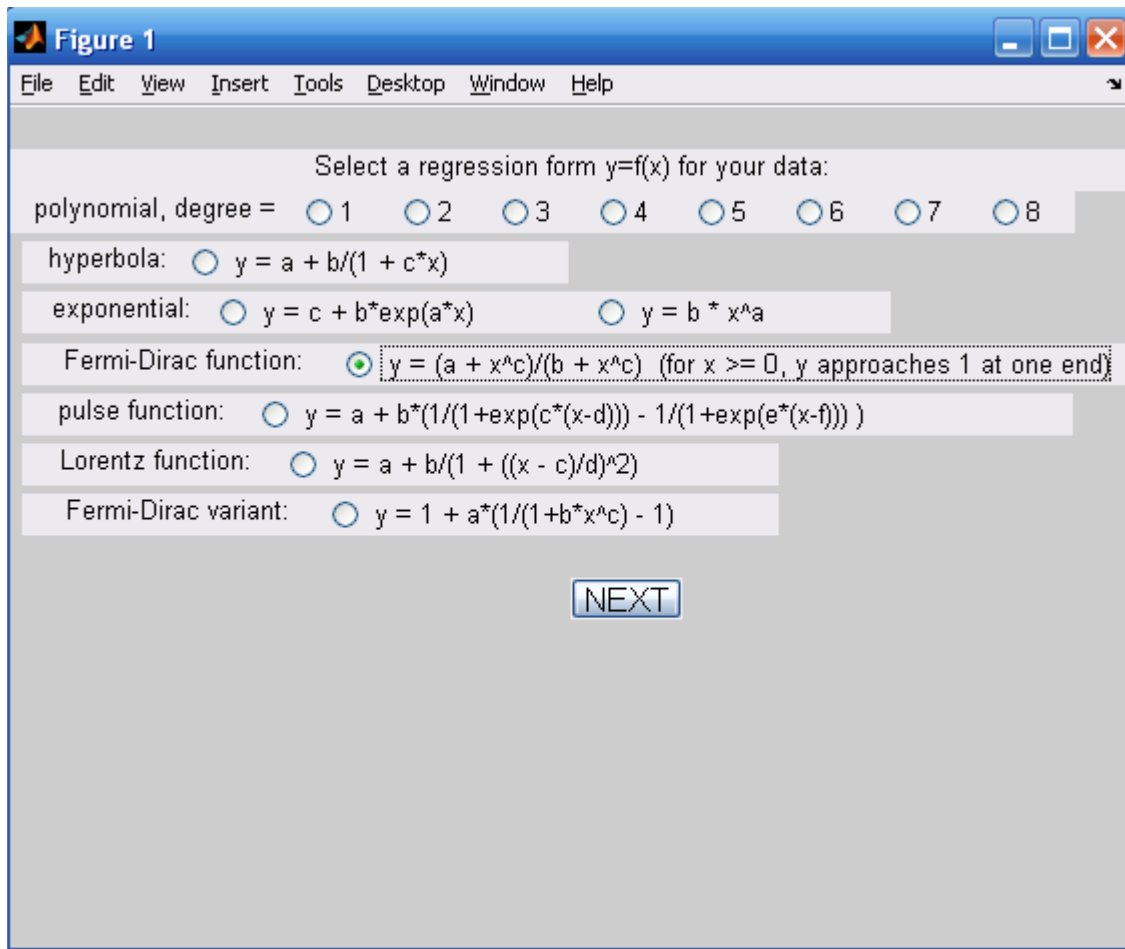 Figure 1
File Edit View Insert Tools Desktop Window Help
Select a regression form y=f(x) for your data:
polynomial, degree = 1 2 3 4 5 6 7 8
hyperbola: y = a + b/(1 + c*x)
exponential: y = c + b*exp(a*x) y = b * x^a
Fermi-Dirac function: y = (a + x^c)/(b + x^c) (for x >= 0, y approaches 1 at one end)
pulse function: y = a + b*(1/(1+exp(c*(x-d))) - 1/(1+exp(e*(x-f))) )
Lorentz function: y = a + b/(1 + ((x - c)/d)^2)
Fermi-Dirac variant: y = 1 + a*(1/(1+b*x^c) - 1)
NEXT